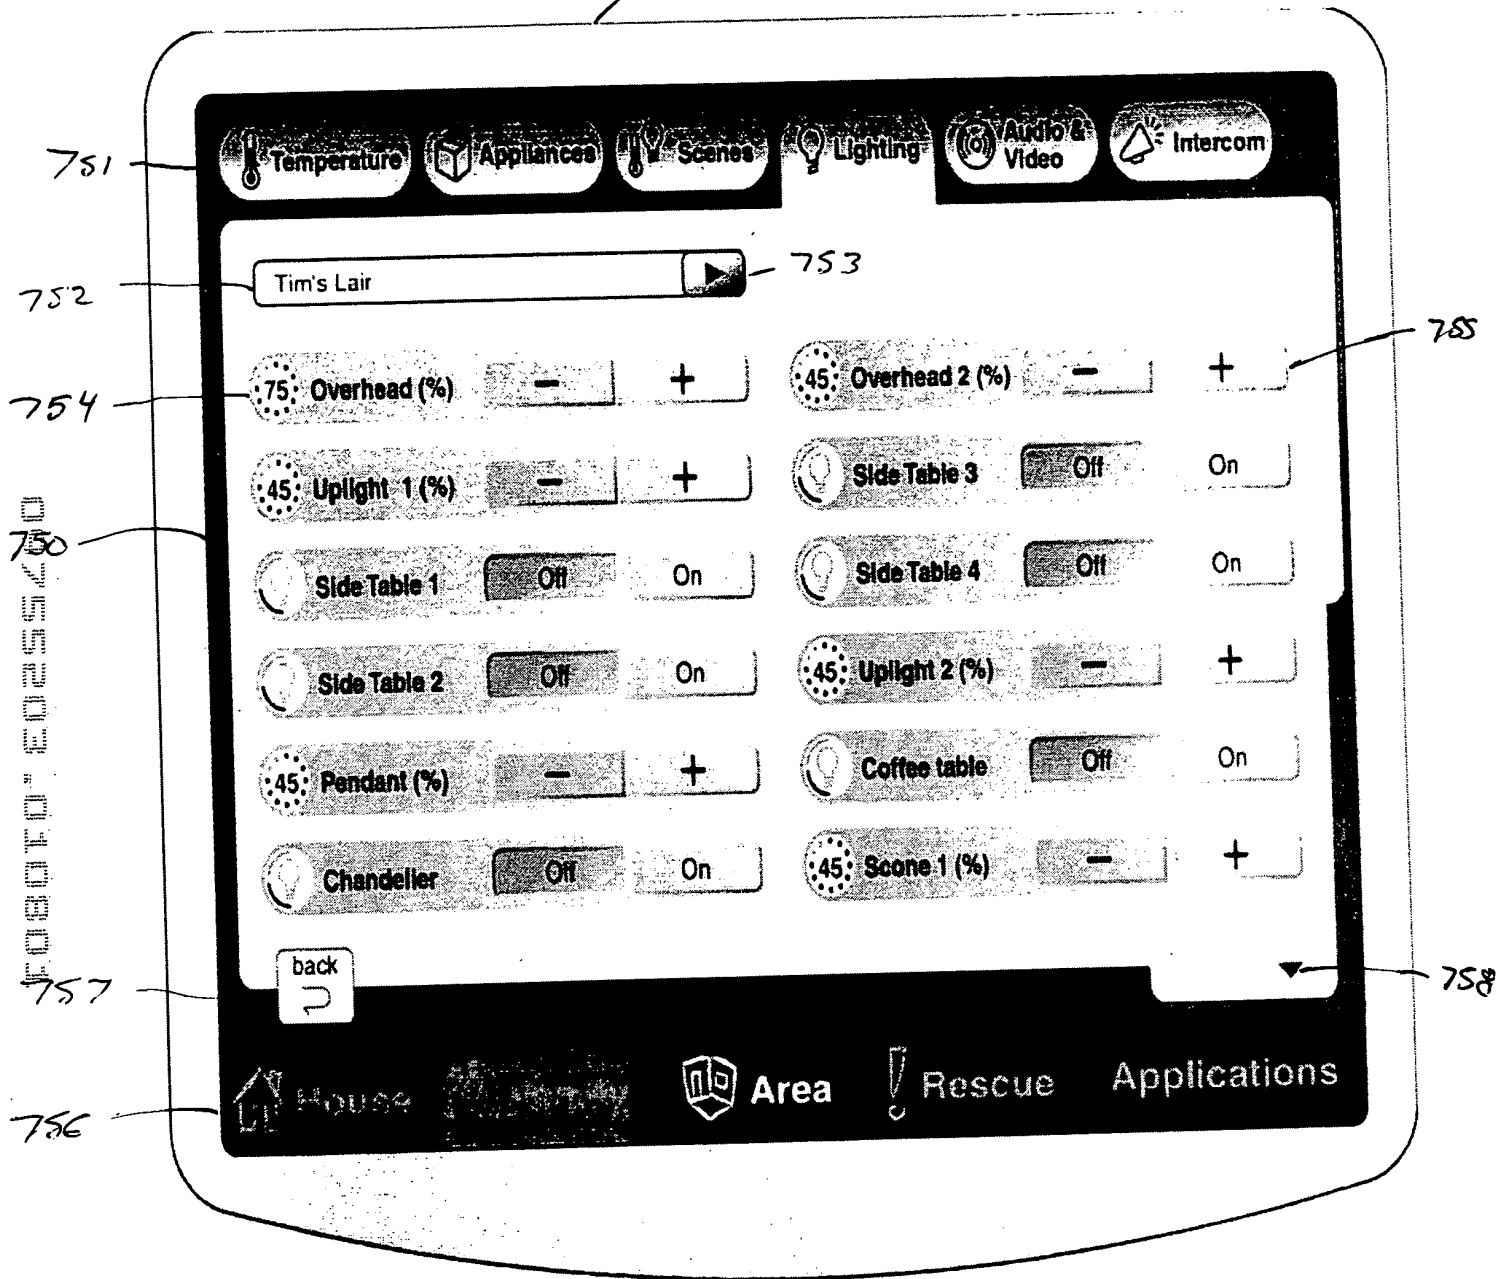 751
Temperature
Appliances
Scenes
Lighting
Audio &
Video
Intercom
752
Tim's Lair
753
754
75 Overhead (%) - +
45 Overhead 2 (%) - +
755
45 Uplight 1 (%) - +
Side Table 3 Off On
750
Side Table 1 Off On
Side Table 4 Off On
Side Table 2 Off On
45 Uplight 2 (%) - +
45 Pendant (%) - +
Coffee table Off On
Chandelier Off On
45 Scone 1 (%) - +
757
back
758
756
House
Area
Rescue
Applications